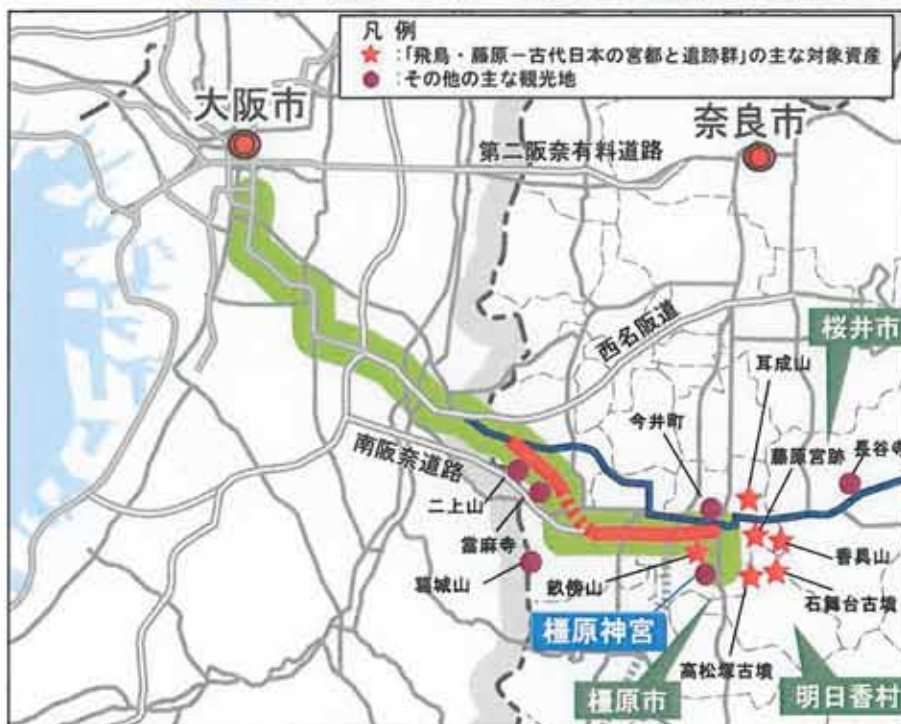 凡 例
★:「飛鳥・藤原－古代日本の宮都と遺跡群」の主な対象資産
●:その他の主な観光地
大阪市
奈良市
第二阪奈有料道路
西名阪道
桜井市
耳成山
今井町
藤原宮跡
長谷寺
南阪奈道路
二上山
當麻寺
香具山
葛城山
畝傍山
石舞台古墳
橿原神宮
高松塚古墳
橿原市
明日香村